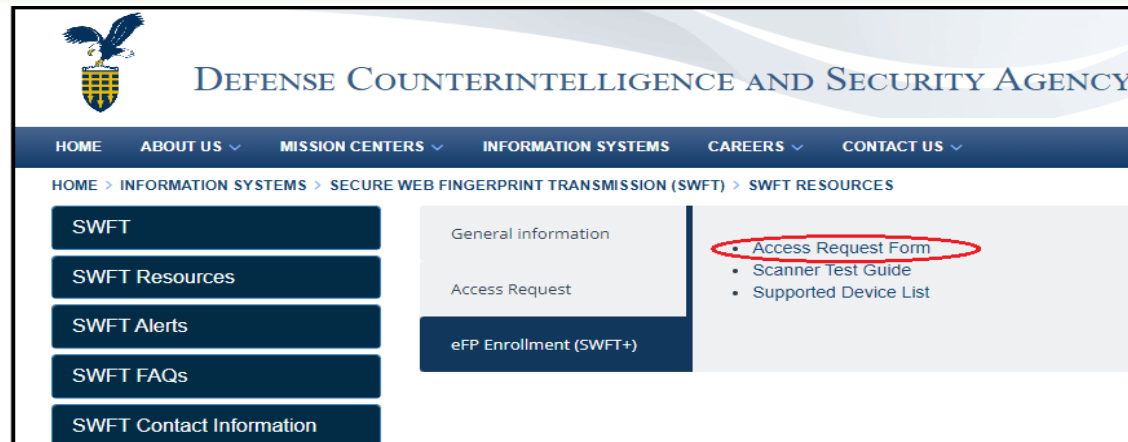 DEFENSE COUNTERINTELLIGENCE AND SECURITY AGENCY
HOME ABOUT US MISSION CENTERS INFORMATION SYSTEMS CAREERS CONTACT US
HOME > INFORMATION SYSTEMS > SECURE WEB FINGERPRINT TRANSMISSION (SWFT) > SWFT RESOURCES
SWFT
SWFT Resources
SWFT Alerts
SWFT FAQs
SWFT Contact Information
General information
Access Request
eFP Enrollment (SWFT+)
• Access Request Form
• Scanner Test Guide
• Supported Device List